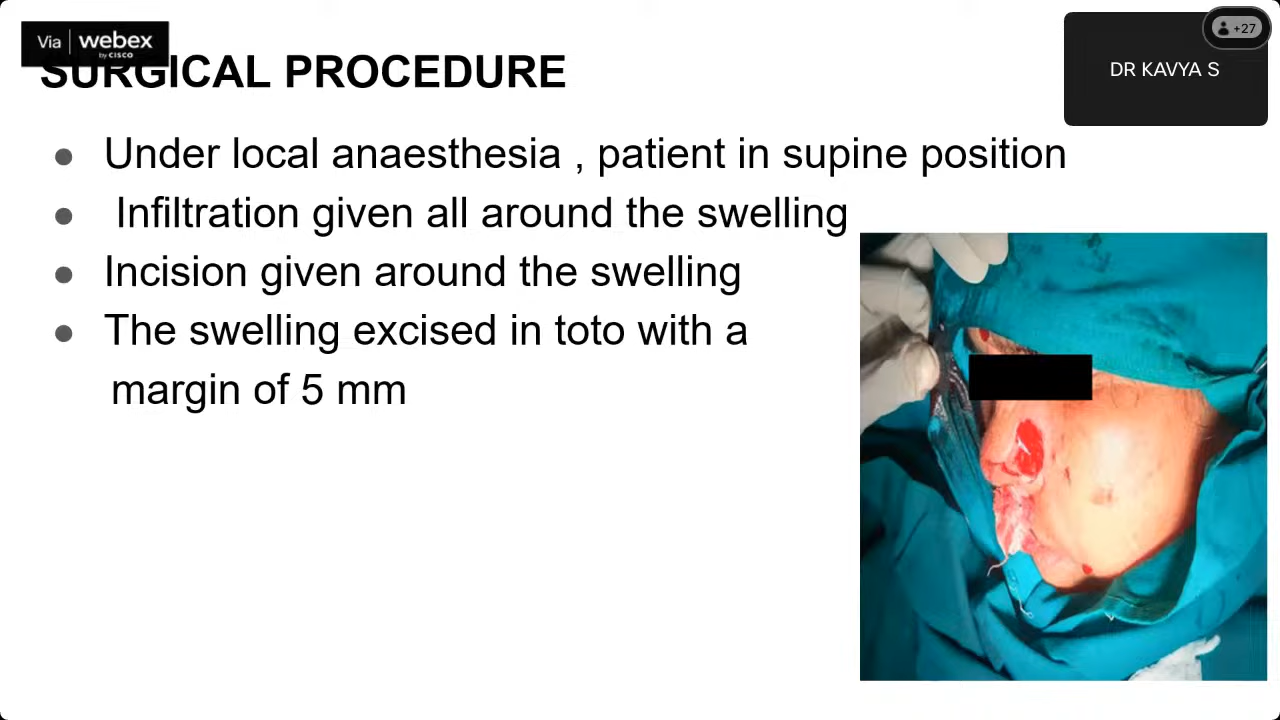 Via webex
by CISCO
+27
DR KAVYA S
SURGICAL PROCEDURE
● Under local anaesthesia , patient in supine position
● Infiltration given all around the swelling
● Incision given around the swelling
● The swelling excised in toto with a
margin of 5 mm